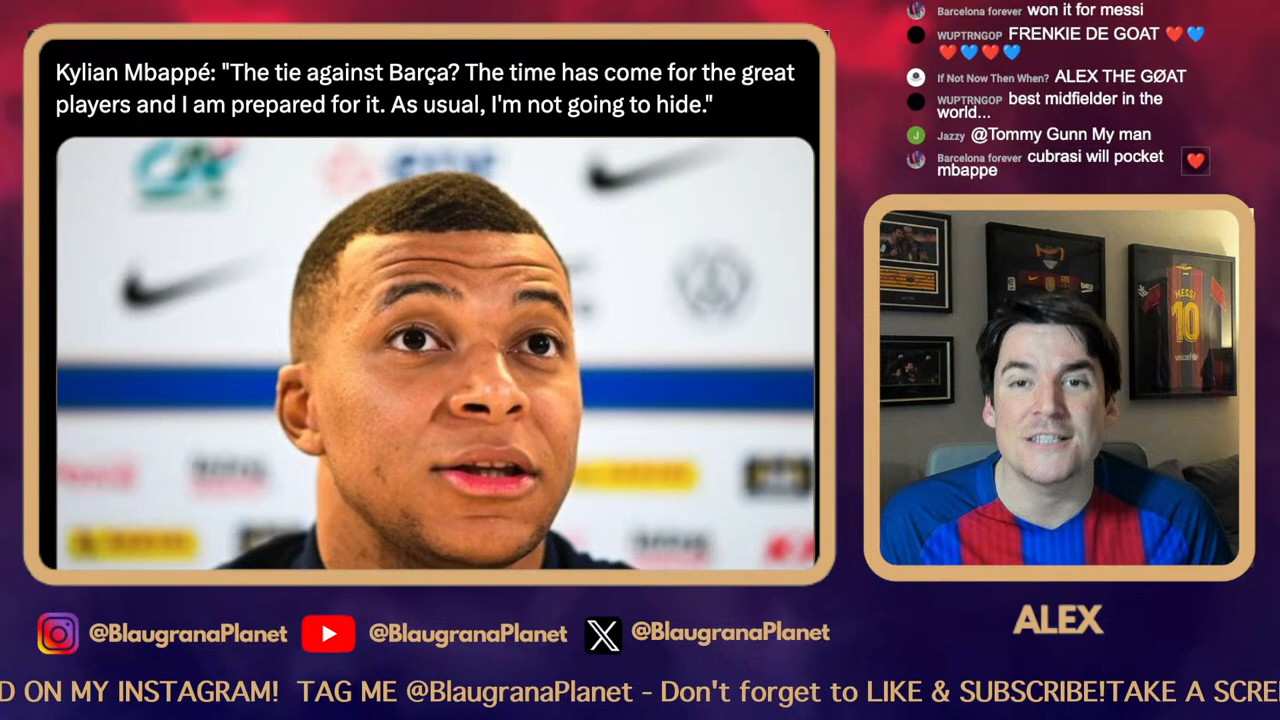 Kylian Mbappé: "The tie against Barça? The time has come for the great
players and I am prepared for it. As usual, I'm not going to hide."
Barcelona forever won it for messi
WUPTRNGOP FRENKIE DE GOAT ❤️💙
❤️💙❤️💙
If Not Now Then When? ALEX THE GØAT
WUPTRNGOP best midfielder in the
world...
J Jazzy @Tommy Gunn My man
Barcelona forever cubrasi will pocket
mbappe
MESSI
10
unicef
ALEX
@BlaugranaPlanet @BlaugranaPlanet X @BlaugranaPlanet
D ON MY INSTAGRAM! TAG ME @BlaugranaPlanet - Don't forget to LIKE & SUBSCRIBE!TAKE A SCRE